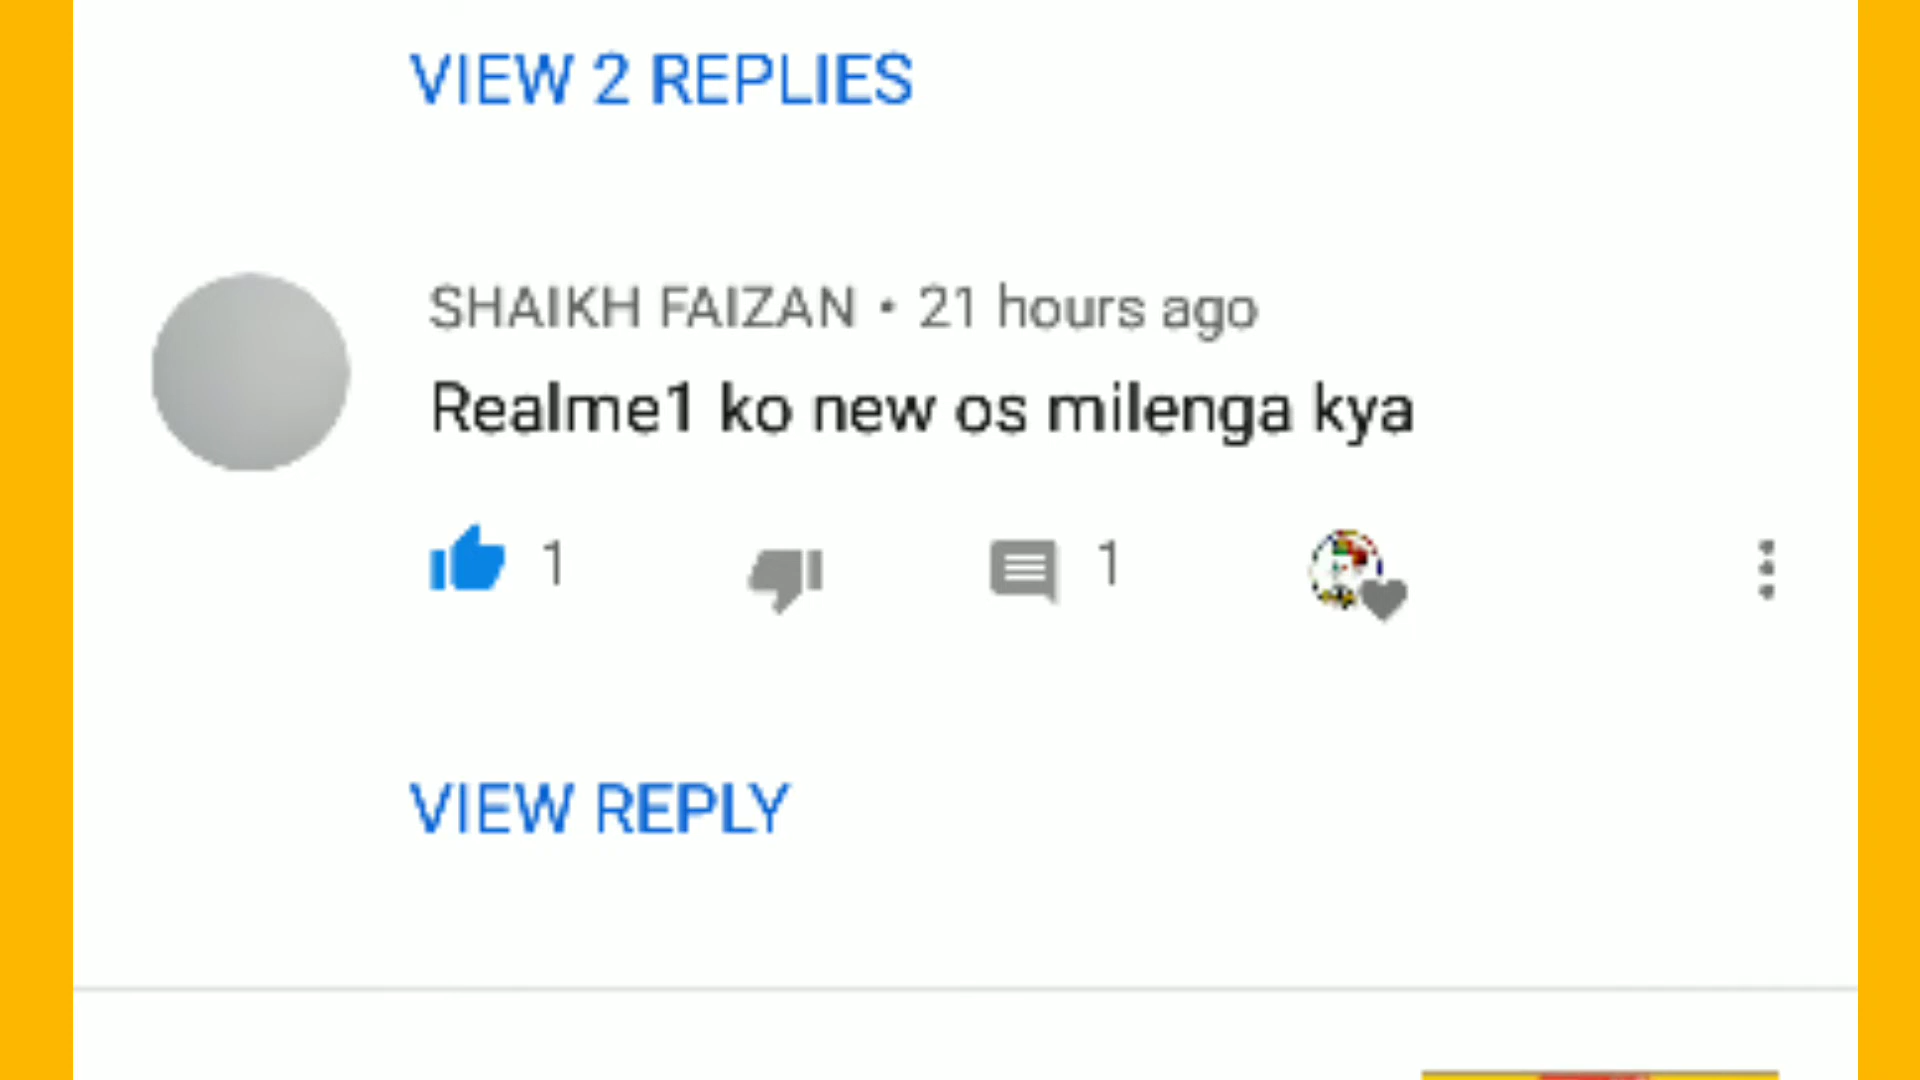 VIEW 2 REPLIES
SHAIKH FAIZAN • 21 hours ago
Realme1 ko new os milenga kya
1 1
VIEW REPLY